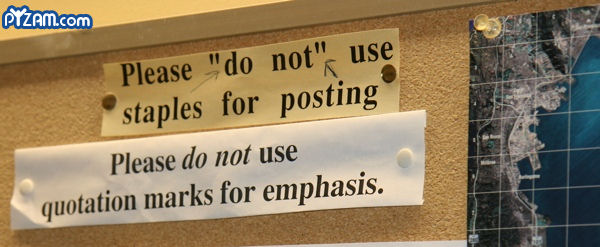 PYZAM.com
Please "do not" use
staples for posting
Please do not use
quotation marks for emphasis.